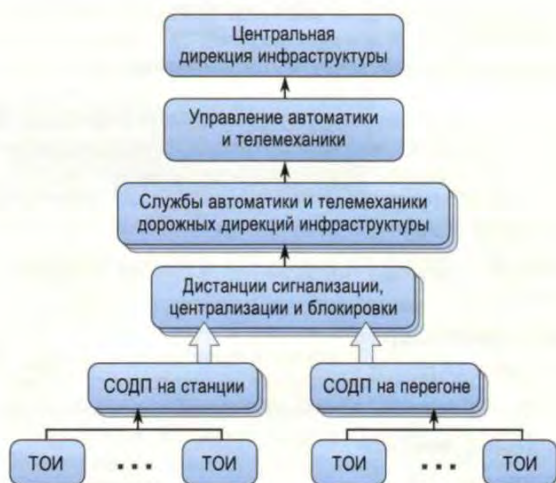 Центральная
дирекция инфраструктуры
Управление автоматики
и телемеханики
Службы автоматики и телемеханики
дорожных дирекций инфраструктуры
Дистанции сигнализации,
централизации и блокировки
СОДП на станции
СОДП на перегоне
ТОИ ... ТОИ
ТОИ ... ТОИ